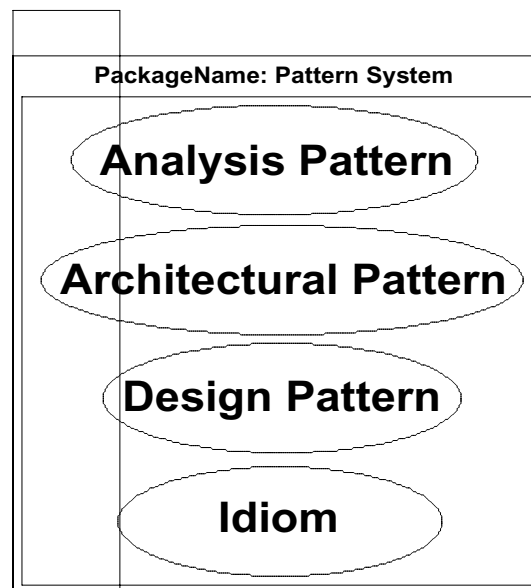 PackageName: Pattern System
Analysis Pattern
Architectural Pattern
Design Pattern
Idiom